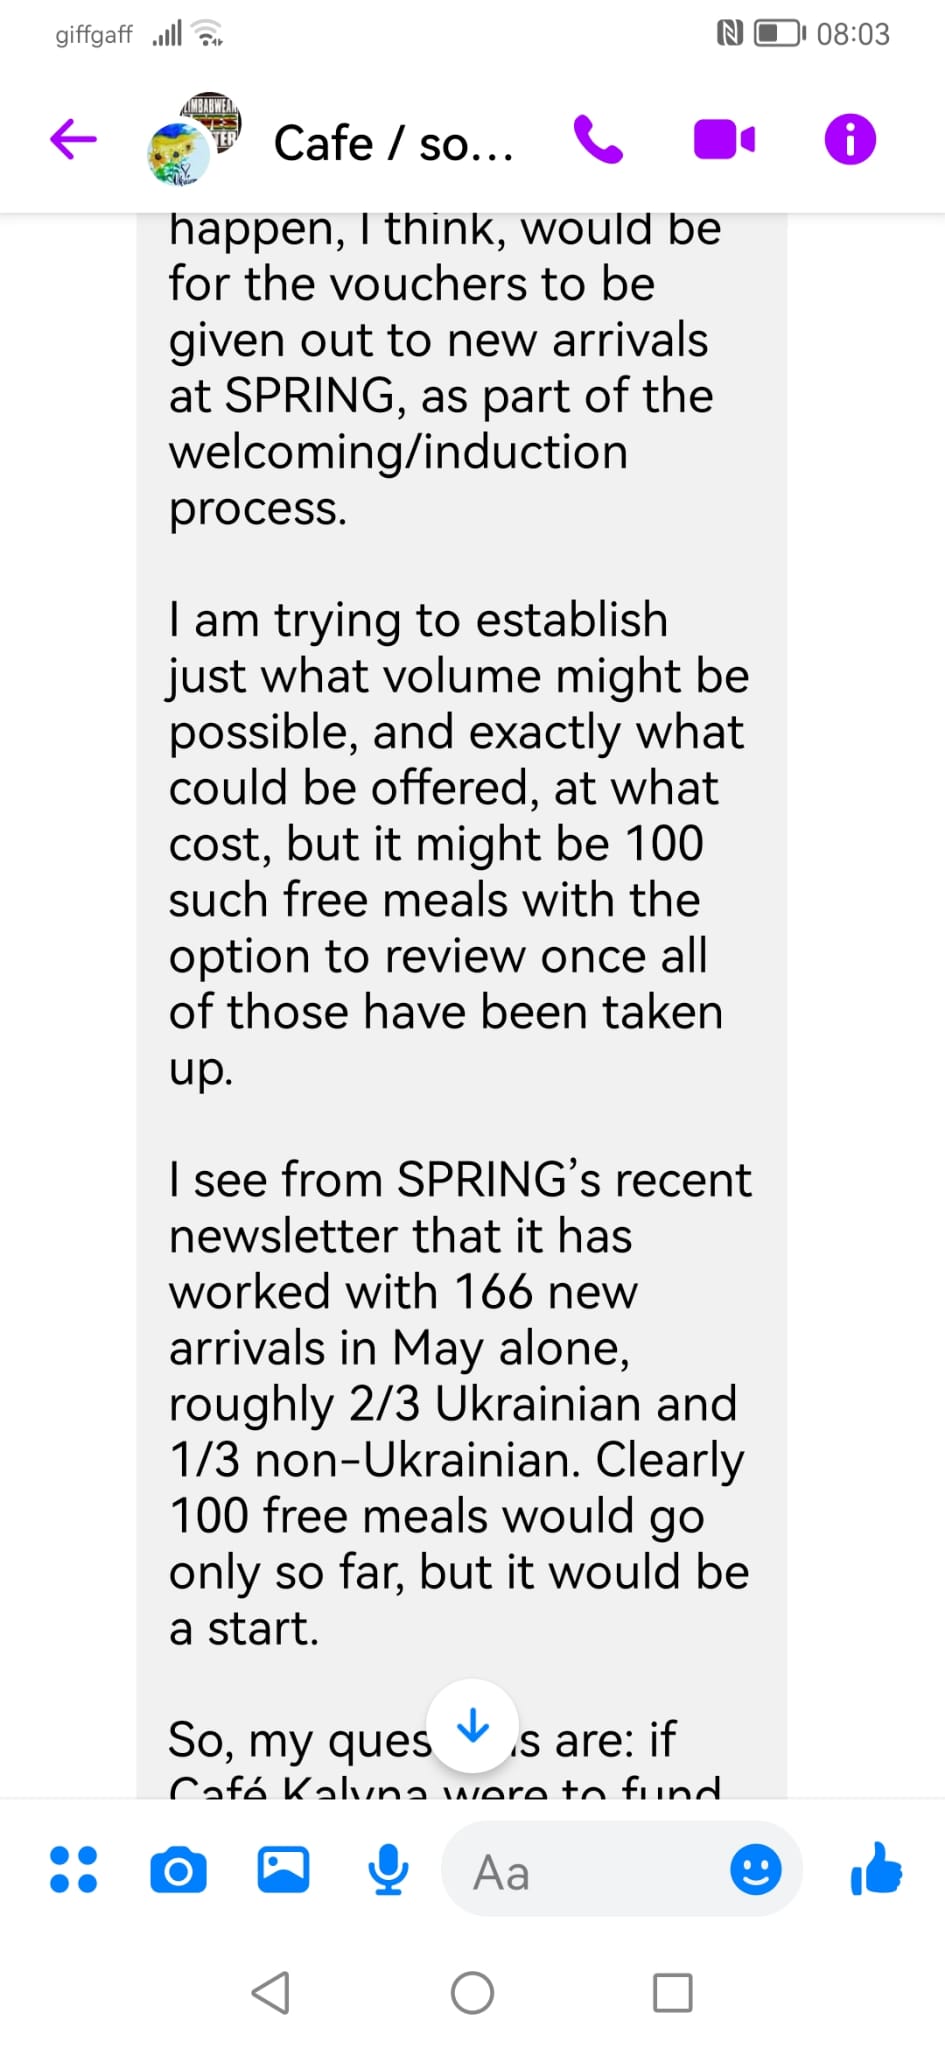 giffgaff 08:03
Cafe / so...
happen, I think, would be
for the vouchers to be
given out to new arrivals
at SPRING, as part of the
welcoming/induction
process.
I am trying to establish
just what volume might be
possible, and exactly what
could be offered, at what
cost, but it might be 100
such free meals with the
option to review once all
of those have been taken
up.
I see from SPRING’s recent
newsletter that it has
worked with 166 new
arrivals in May alone,
roughly 2/3 Ukrainian and
1/3 non-Ukrainian. Clearly
100 free meals would go
only so far, but it would be
a start.
So, my ques s are: if
Café Kalyna were to fund
Aa